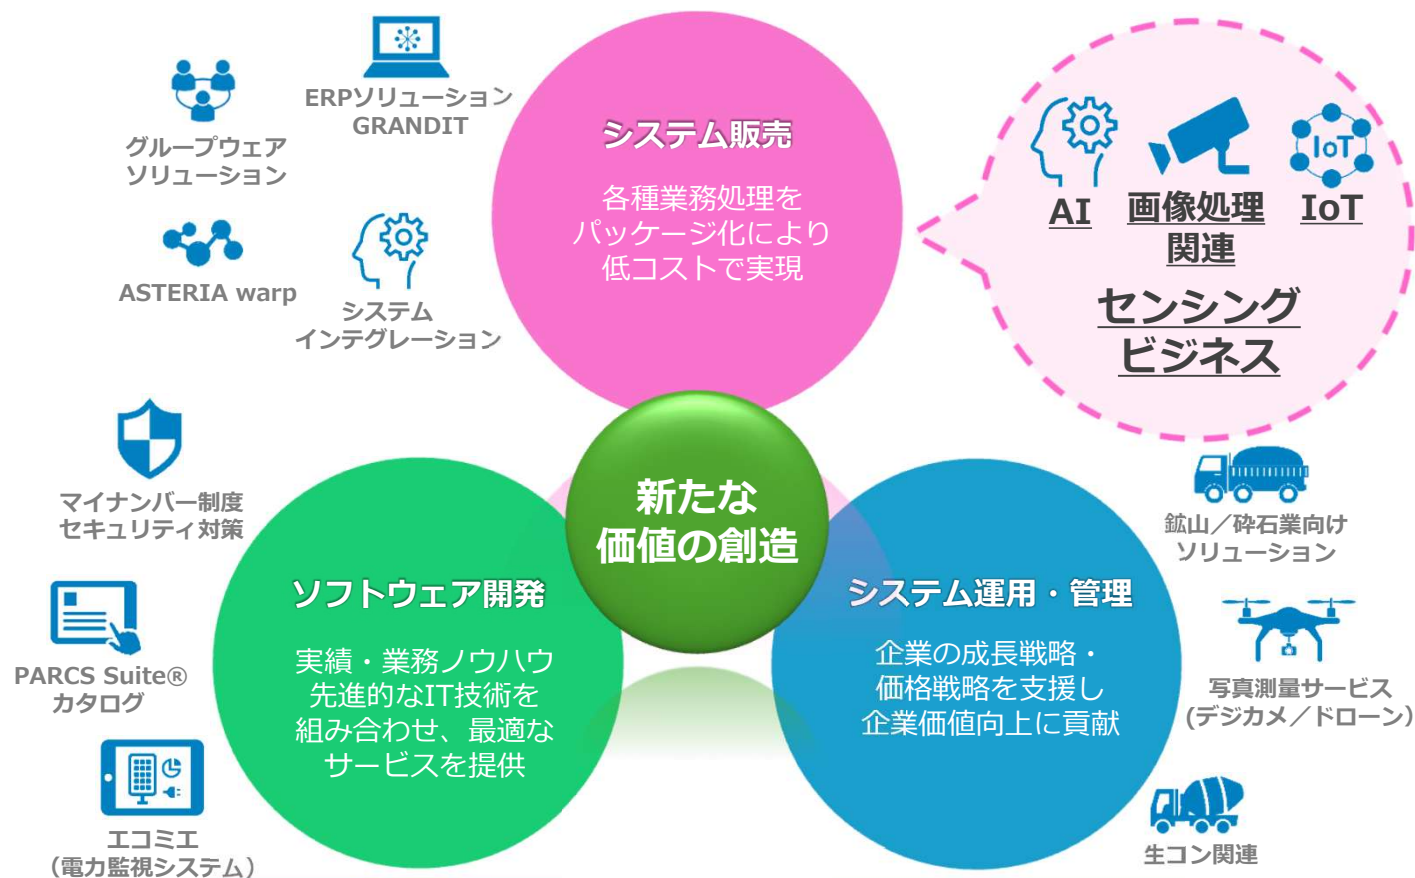 ERPソリューション
GRANDIT
グループウェア
ソリューション
ASTERIA warp
システム
インテグレーション
システム販売
各種業務処理を
パッケージ化により
低コストで実現
AI
画像処理
関連
IoT
IoT
センシング
ビジネス
マイナンバー制度
セキュリティ対策
PARCS Suite®
カタログ
エコミエ
（電力監視システム）
新たな
価値の創造
ソフトウェア開発
実績・業務ノウハウ
先進的なIT技術を
組み合わせ、最適な
サービスを提供
システム運用・管理
企業の成長戦略・
価格戦略を支援し
企業価値向上に貢献
鉱山／砕石業向け
ソリューション
写真測量サービス
(デジカメ／ドローン）
生コン関連